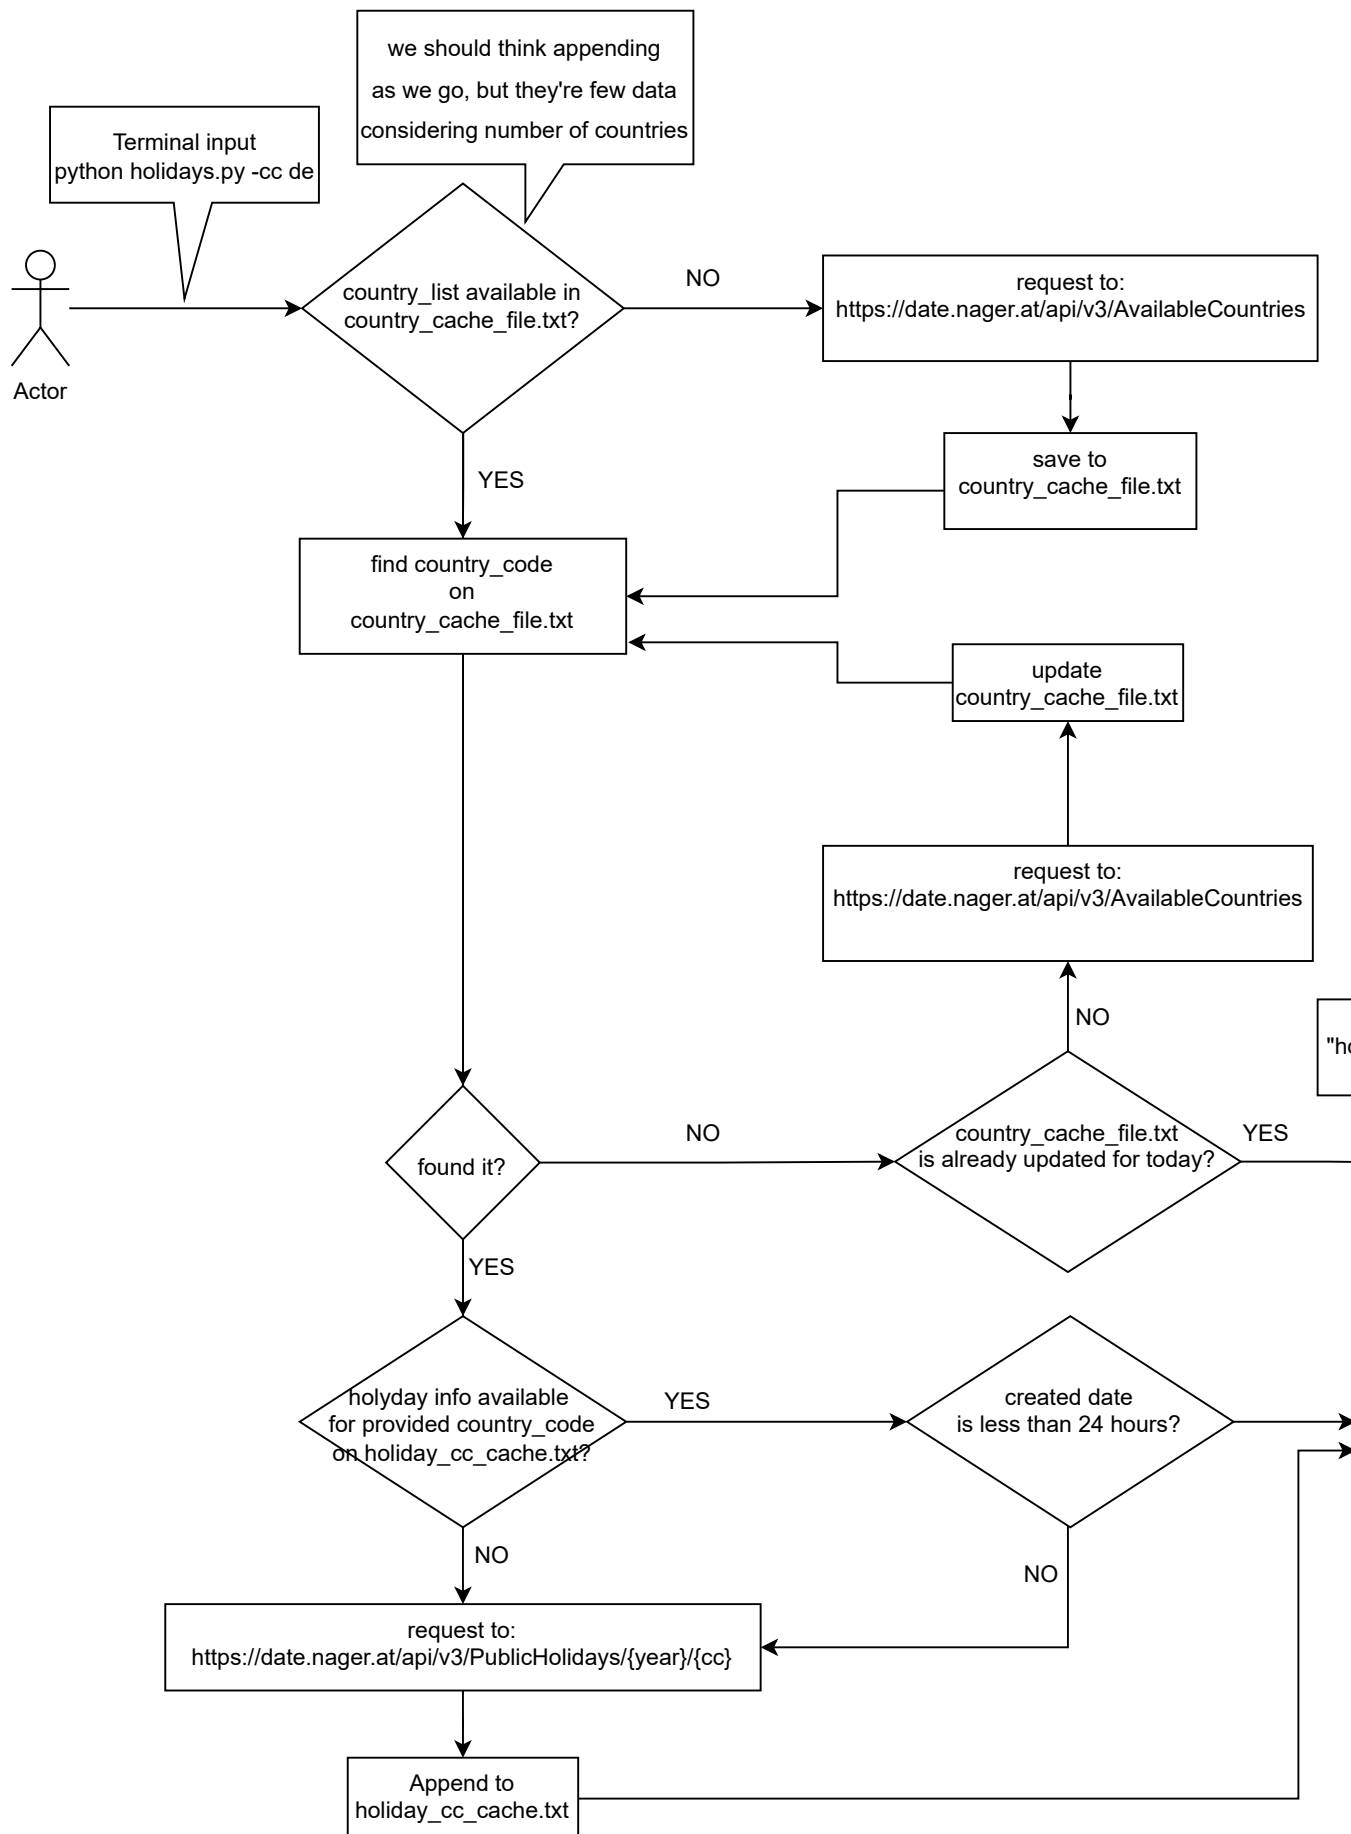 we should think appending
as we go, but they're few data
considering number of countries
Terminal input
python holidays.py -cc de
Actor
country_list available in
country_cache_file.txt?
NO
request to:
https://date.nager.at/api/v3/AvailableCountries
YES
save to
country_cache_file.txt
find country_code
on
country_cache_file.txt
update
country_cache_file.txt
request to:
https://date.nager.at/api/v3/AvailableCountries
NO
found it?
NO
country_cache_file.txt
is already updated for today?
YES
YES
holyday info available
for provided country_code
on holiday_cc_cache.txt?
YES
created date
is less than 24 hours?
NO
NO
request to:
https://date.nager.at/api/v3/PublicHolidays/{year}/{cc}
Append to
holiday_cc_cache.txt